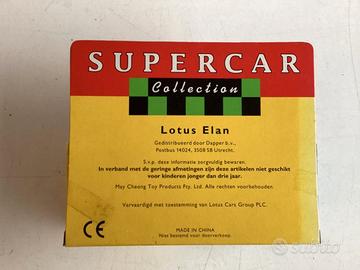 SUPERCAR
Collection
Lotus Elan
Gedistribueerd door Dapper b.v.,
Postbus 14024, 3508 SB Utrecht.
S.v.p. deze informatie zorgvuldig bewaren.
In verband met de geringe afmetingen zijn deze artikelen niet geschikt
voor kinderen jonger dan drie jaar.
May Cheong Toy Products Pty. Ltd. Alle rechten voorbehouden.
Vervaardigd met toestemming van Lotus Cars Group PLC.
CE
MADE IN CHINA
Niet bestemd voor doorverkoop.
subito